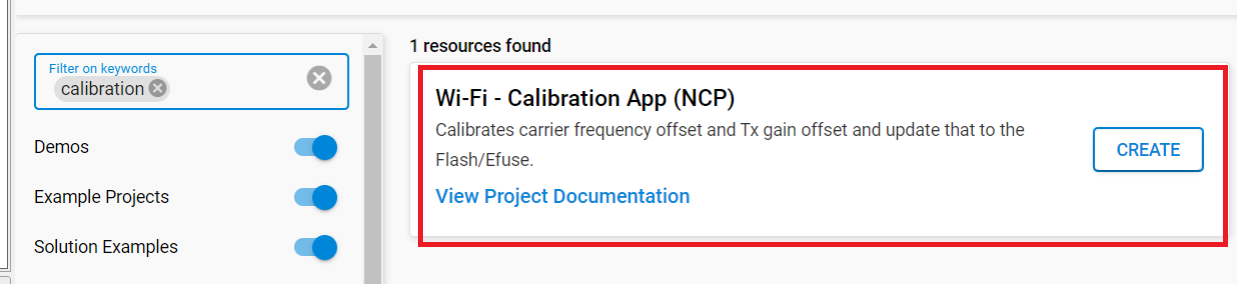 Filter on keywords
calibration
Demos
Example Projects
Solution Examples
1 resources found
Wi-Fi - Calibration App (NCP)
Calibrates carrier frequency offset and Tx gain offset and update that to the
Flash/Efuse.
View Project Documentation
CREATE